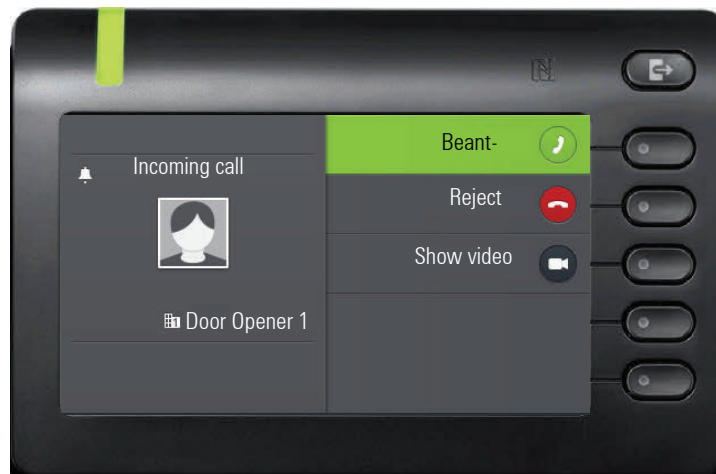 Incoming call
Door Opener 1
Beant-
Reject
Show video